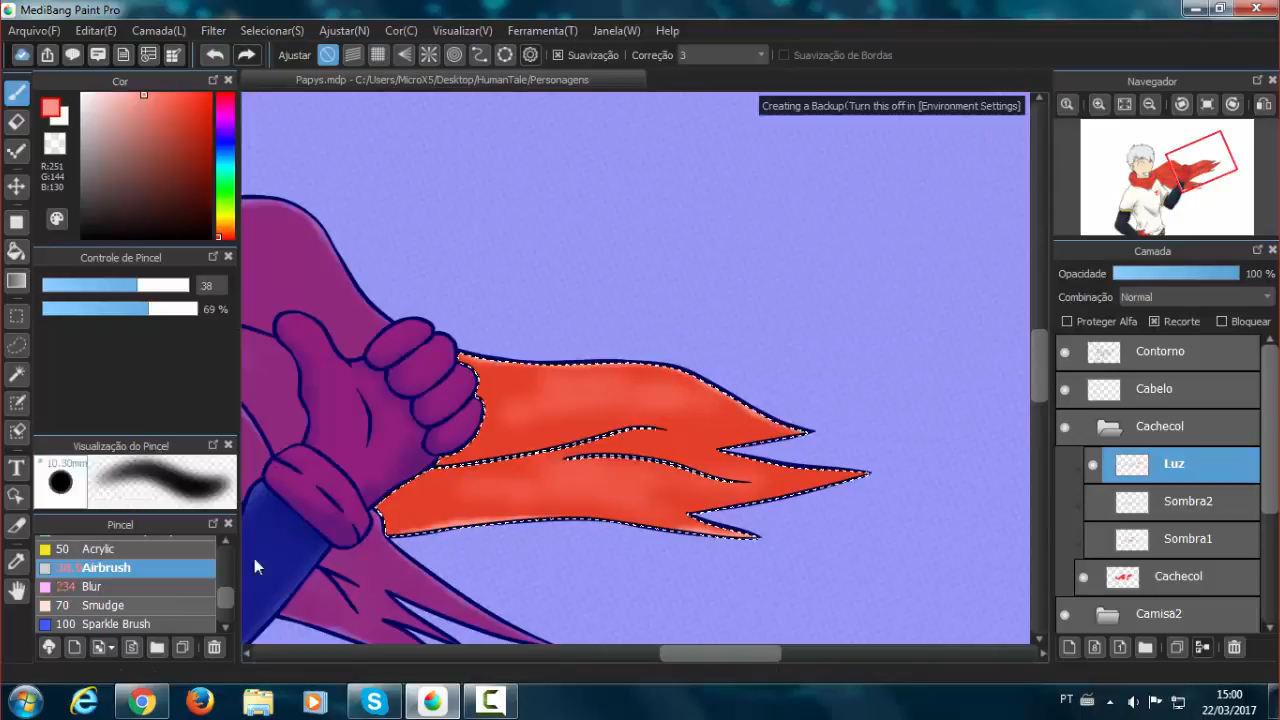 MediBang Paint Pro
Arquivo(F) Editar(E) Camada(L) Filter Selecionar(S) Ajustar(N) Cor(C) Visualizar(V) Ferramenta(T) Janela(W) Help
Ajustar Suavização Correção 3 Suavização de Bordas
Cor
Papys.mdp - C:/Users/MicroX5/Desktop/HumanTale/Personagens
Navegador
Creating a Backup(Turn this off in [Environment Settings]
R:251
G:144
B:130
Controle de Pincel
38
69 %
Camada
Opacidade 100 %
Combinação Normal
Proteger Alfa Recorte Bloquear
Contorno
Cabelo
Cachecol
Luz
Sombra2
Sombra1
Cachecol
Camisa2
Visualização do Pincel
10.30mm
Pincel
50 Acrylic
Airbrush
234 Blur
70 Smudge
100 Sparkle Brush
PT
15:00
22/03/2017